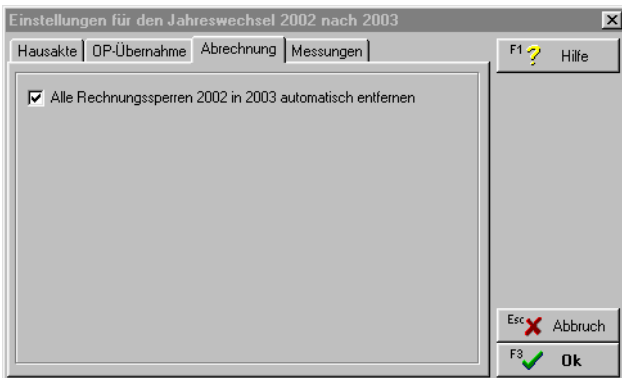 Einstellungen für den Jahreswechsel 2002 nach 2003
Hausakte OP-Übernahme Abrechnung Messungen
Alle Rechnungssperren 2002 in 2003 automatisch entfernen
F1 ? Hilfe
Esc Abbruch
F3 Ok